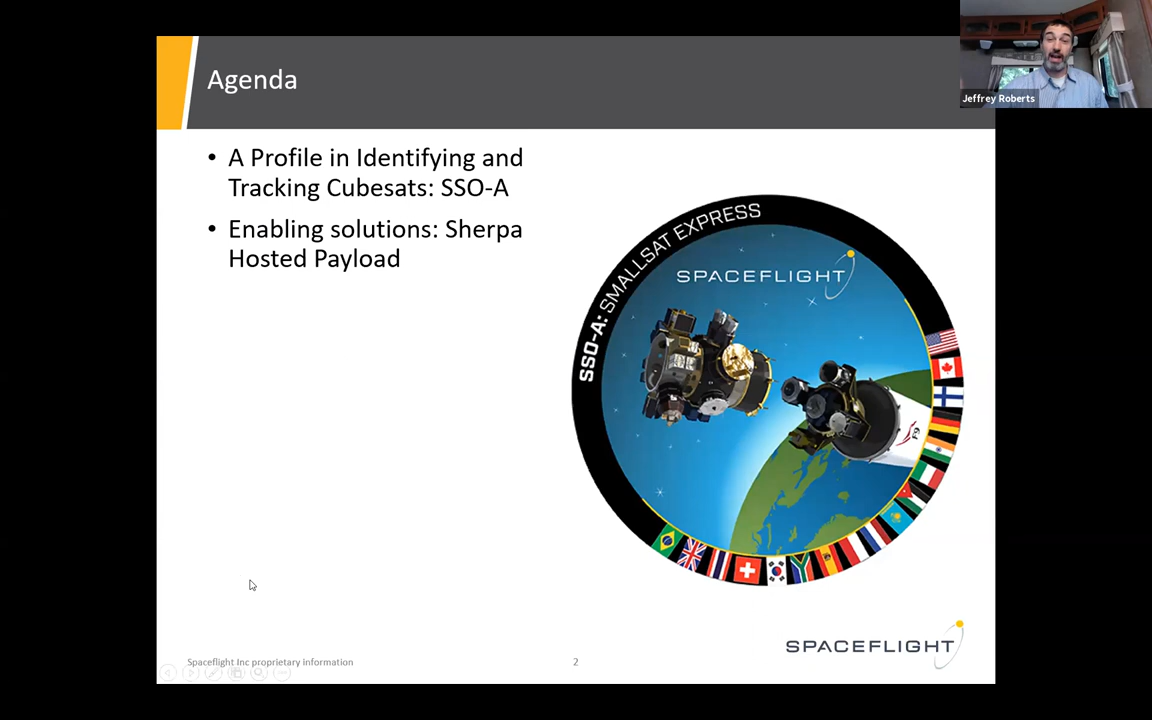 Agenda
Jeffrey Roberts
• A Profile in Identifying and
Tracking Cubesats: SSO-A
• Enabling solutions: Sherpa
Hosted Payload
SSO-A: SMALLSAT EXPRESS
SPACEFLIGHT
F9
SPACEFLIGHT
Spaceflight Inc proprietary information
2